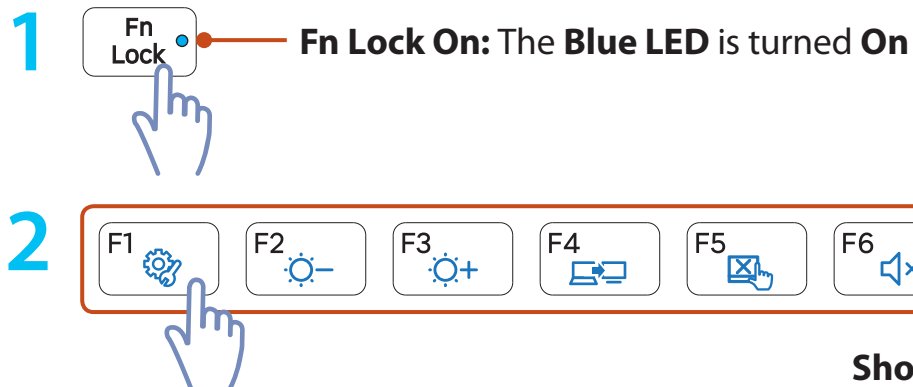 1
Fn
Lock
Fn Lock On: The Blue LED is turned On
2
F1 F2 F3 F4 F5 F6